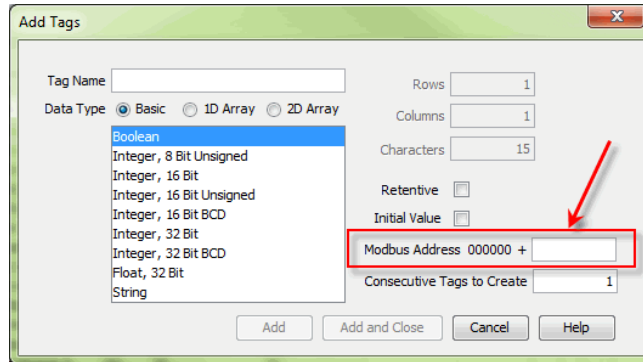 Add Tags
Tag Name
Data Type Basic 1D Array 2D Array
Boolean
Integer, 8 Bit Unsigned
Integer, 16 Bit
Integer, 16 Bit Unsigned
Integer, 16 Bit BCD
Integer, 32 Bit
Integer, 32 Bit BCD
Float, 32 Bit
String
Rows 1
Columns 1
Characters 15
Retentive
Initial Value
Modbus Address 000000 +
Consecutive Tags to Create 1
Add Add and Close Cancel Help